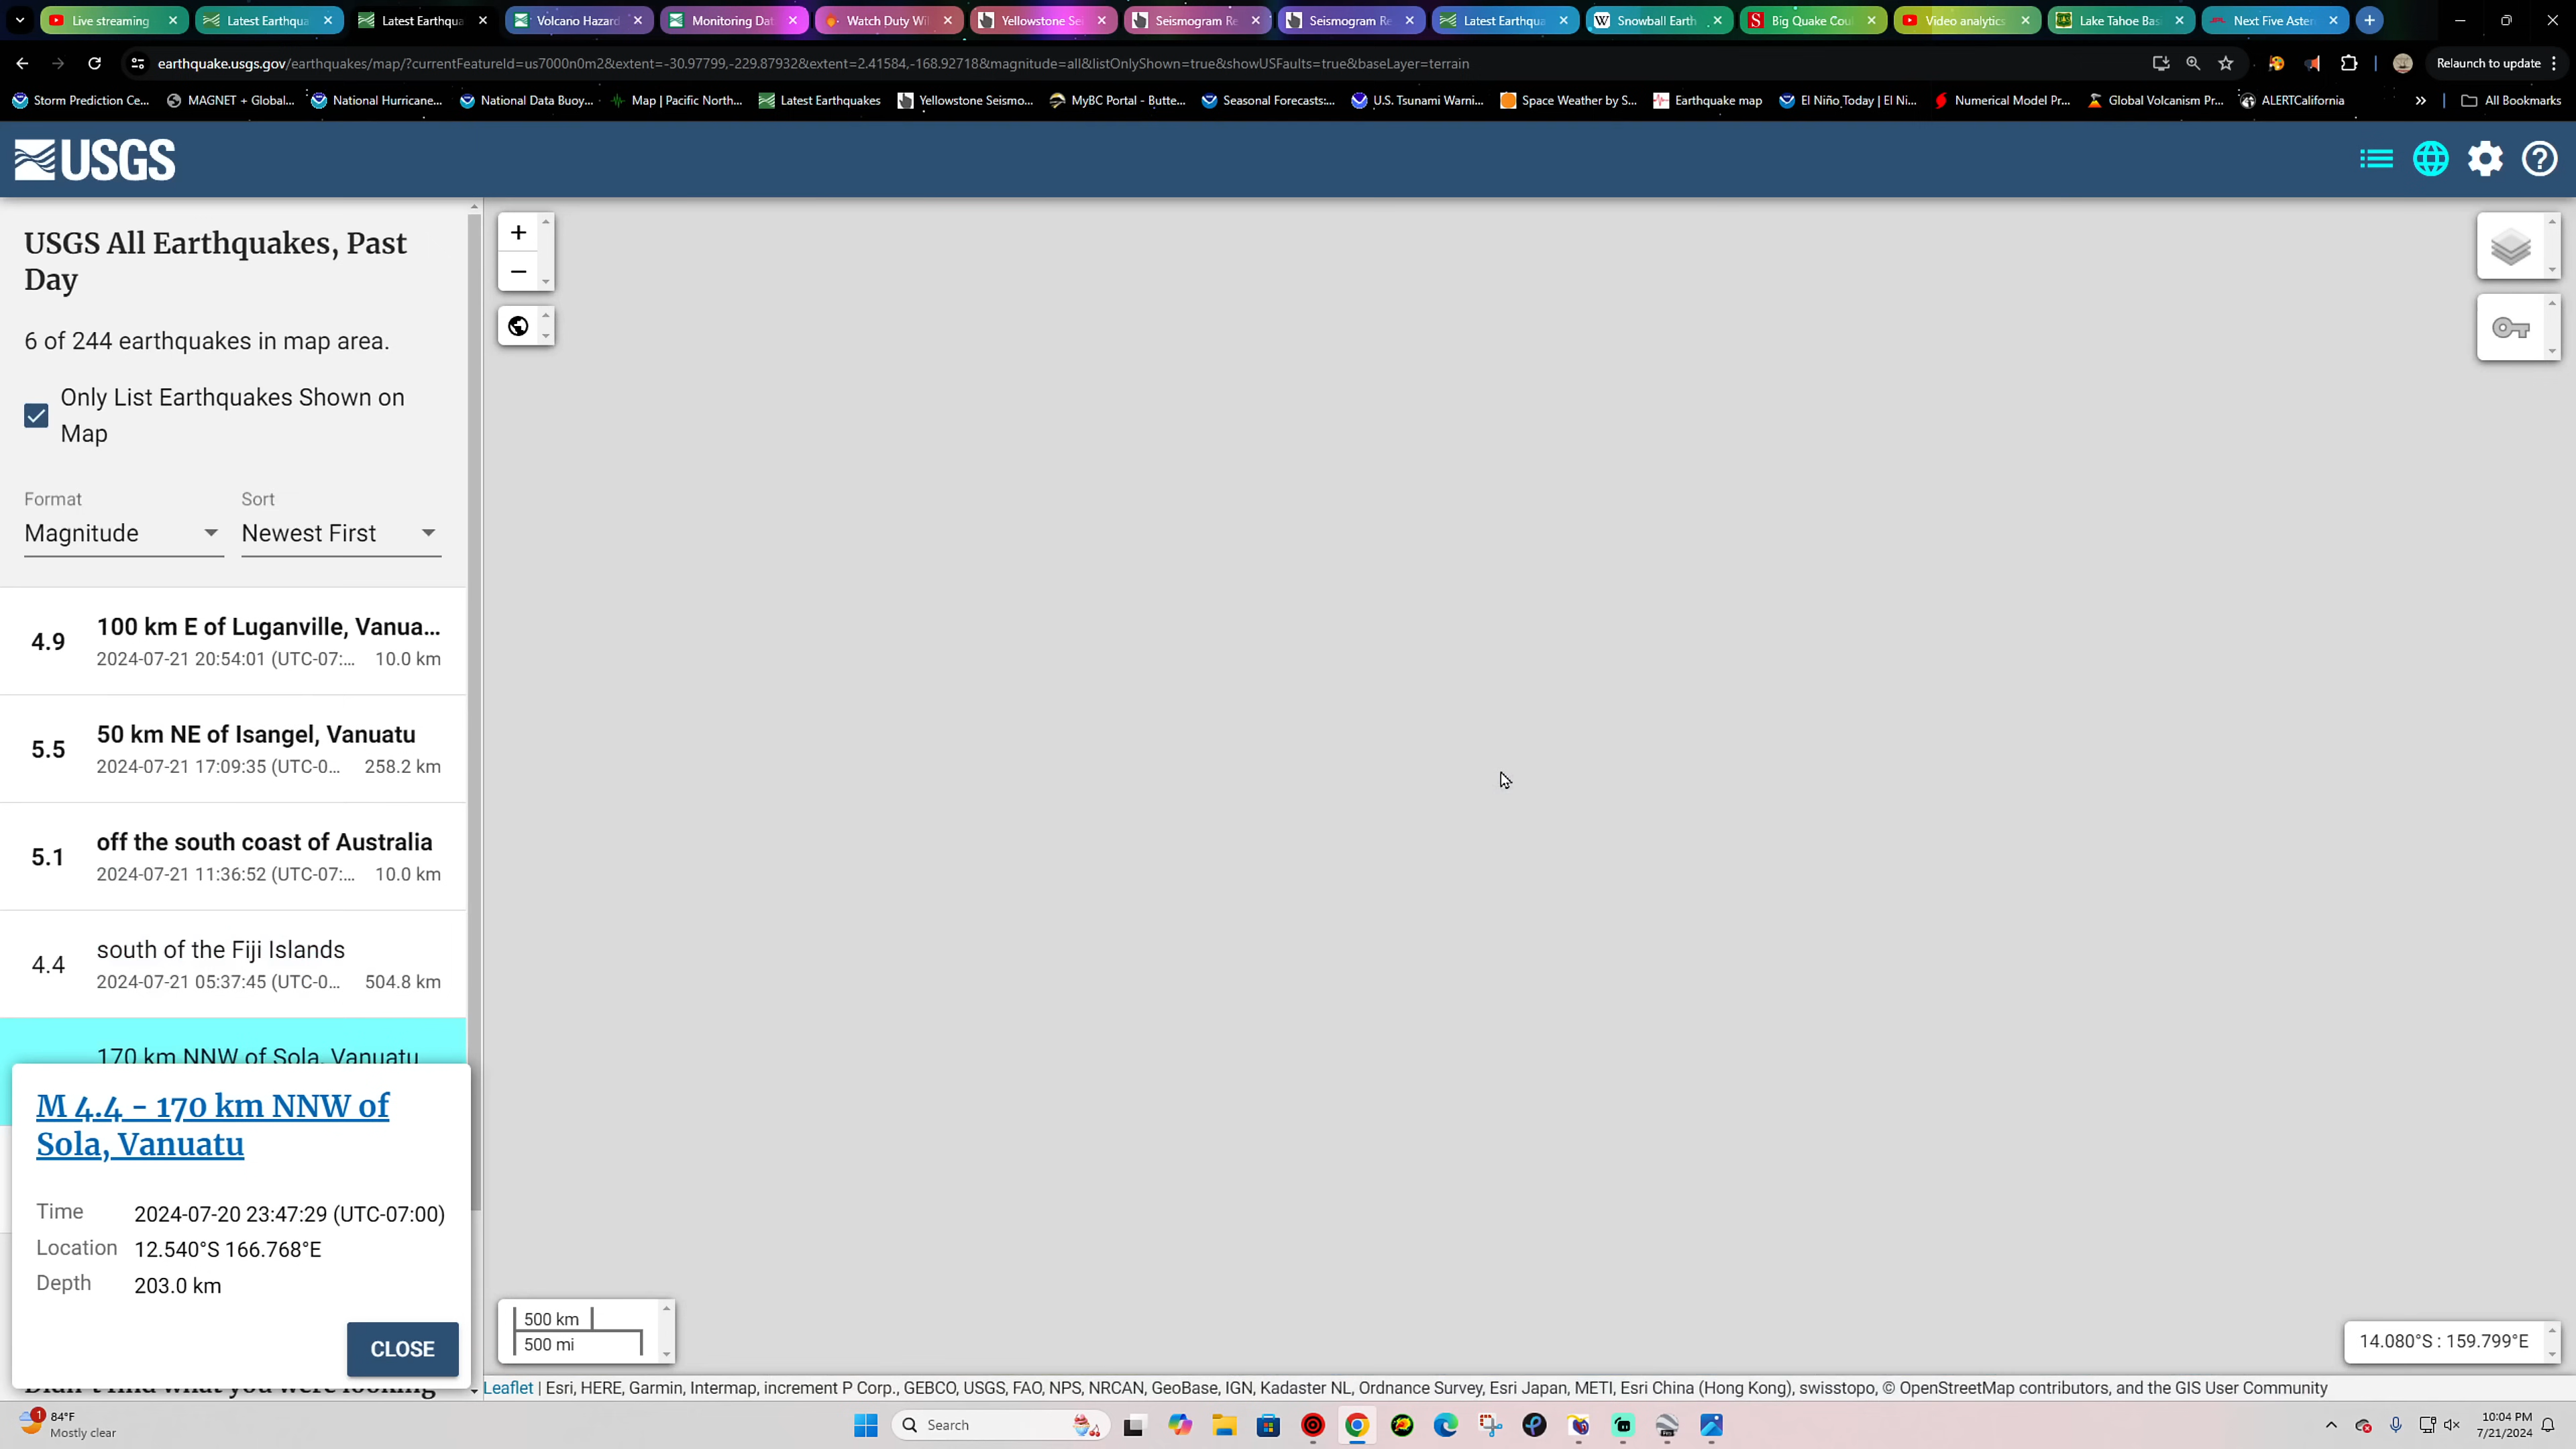 Live streaming
Latest Earthqua
Latest Earthqua
Volcano Hazard
Monitoring Dat
Watch Duty Wil
Yellowstone Sei
Seismogram Re
Seismogram Re
Latest Earthqua
Snowball Earth
Big Quake Coul
Video analytics
Lake Tahoe Bas
Next Five Aster
earthquake.usgs.gov/earthquakes/map/?currentFeatureId=us7000n0m2&extent=-30.97799,-229.87932&extent=2.41584,-168.92718&magnitude=all&listOnlyShown=true&showUSFaults=true&baseLayer=terrain
Relaunch to update
Storm Prediction Ce...
MAGNET + Global...
National Hurricane...
National Data Buoy...
Map | Pacific North...
Latest Earthquakes
Yellowstone Seismo...
MyBC Portal - Butte...
Seasonal Forecasts:...
U.S. Tsunami Warni...
Space Weather by S...
Earthquake map
El Niño Today | El Ni...
Numerical Model Pr...
Global Volcanism Pr...
ALERTCalifornia
All Bookmarks
USGS
USGS All Earthquakes, Past
Day
6 of 244 earthquakes in map area.
Only List Earthquakes Shown on
Map
Format
Sort
Magnitude
Newest First
4.9
100 km E of Luganville, Vanua...
2024-07-21 20:54:01 (UTC-07:... 10.0 km
5.5
50 km NE of Isangel, Vanuatu
2024-07-21 17:09:35 (UTC-0... 258.2 km
5.1
off the south coast of Australia
2024-07-21 11:36:52 (UTC-07:... 10.0 km
4.4
south of the Fiji Islands
2024-07-21 05:37:45 (UTC-0... 504.8 km
170 km NNW of Sola, Vanuatu
M 4.4 - 170 km NNW of
Sola, Vanuatu
Time 2024-07-20 23:47:29 (UTC-07:00)
Location 12.540°S 166.768°E
Depth 203.0 km
CLOSE
Didn't find what you were looking
500 km
500 mi
14.080°S : 159.799°E
Leaflet | Esri, HERE, Garmin, Intermap, increment P Corp., GEBCO, USGS, FAO, NPS, NRCAN, GeoBase, IGN, Kadaster NL, Ordnance Survey, Esri Japan, METI, Esri China (Hong Kong), swisstopo, © OpenStreetMap contributors, and the GIS User Community
1
84°F
Mostly clear
Search
10:04 PM
7/21/2024